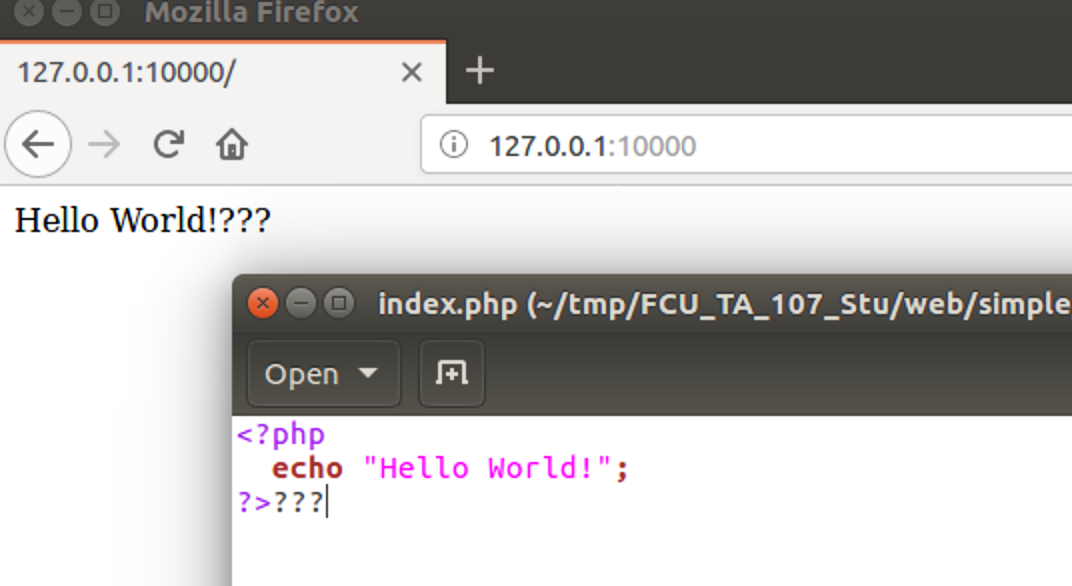 Mozilla Firefox
127.0.0.1:10000/
127.0.0.1:10000
Hello World!???
index.php (~/tmp/FCU_TA_107_Stu/web/simple
Open
<?php
  echo "Hello World!";
?>???